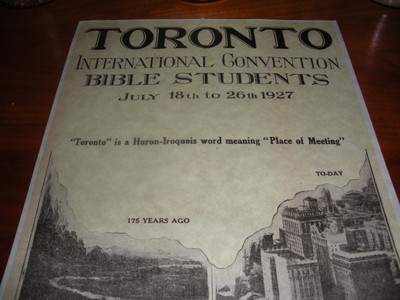 TORONTO
INTERNATIONAL CONVENTION
BIBLE STUDENTS
JULY 18th to 26th 1927
"Toronto" is a Huron-Iroquois word meaning "Place of Meeting"
TO-DAY
175 YEARS AGO